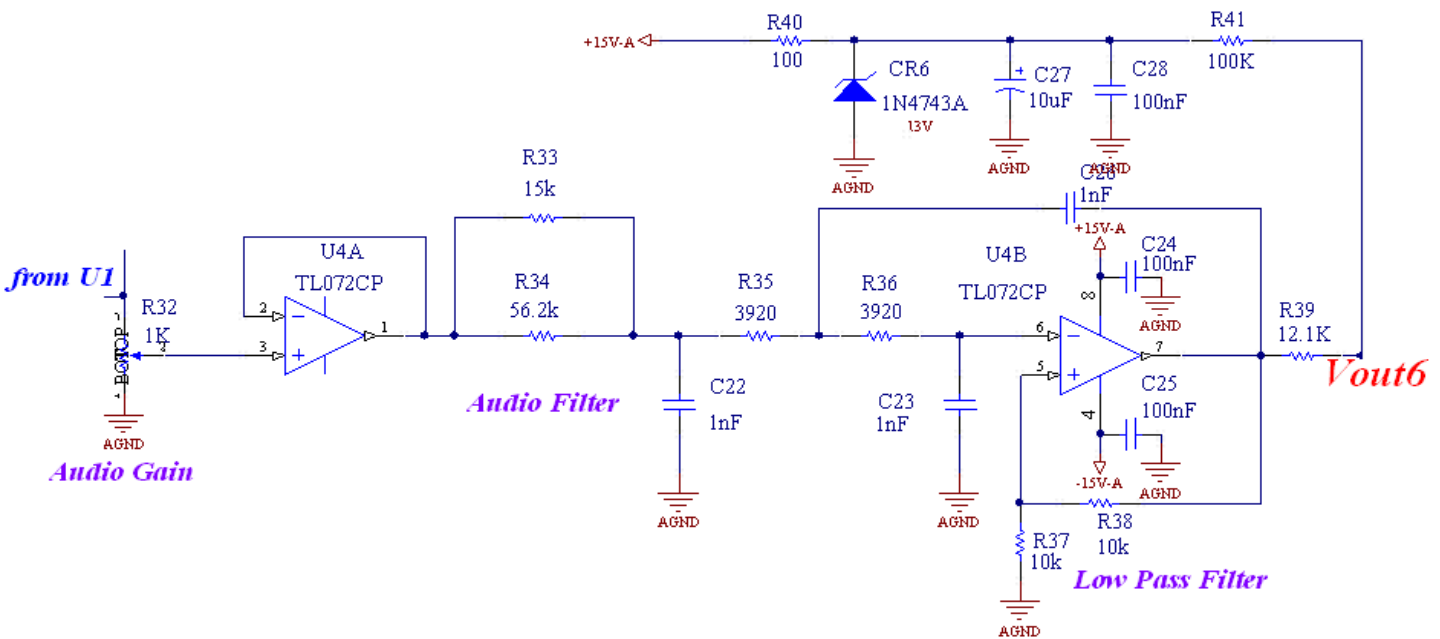 R40
R41
+15V-A
100
100K
CR6
1N4743A
13V
C27
10uF
C28
100nF
AGND
AGND
AGND
1nF
R33
15k
+15V-A
U4A
TL072CP
from U1
R32
1K
R34
56.2k
R35
3920
R36
3920
U4B
TL072CP
C24
100nF
AGND
8
R39
12.1K
2
3
1
6
5
7
Vout6
C22
1nF
C23
1nF
C25
100nF
4
Audio Filter
AGND
Audio Gain
-15V-A
AGND
AGND
AGND
R38
10k
R37
10k
Low Pass Filter
AGND